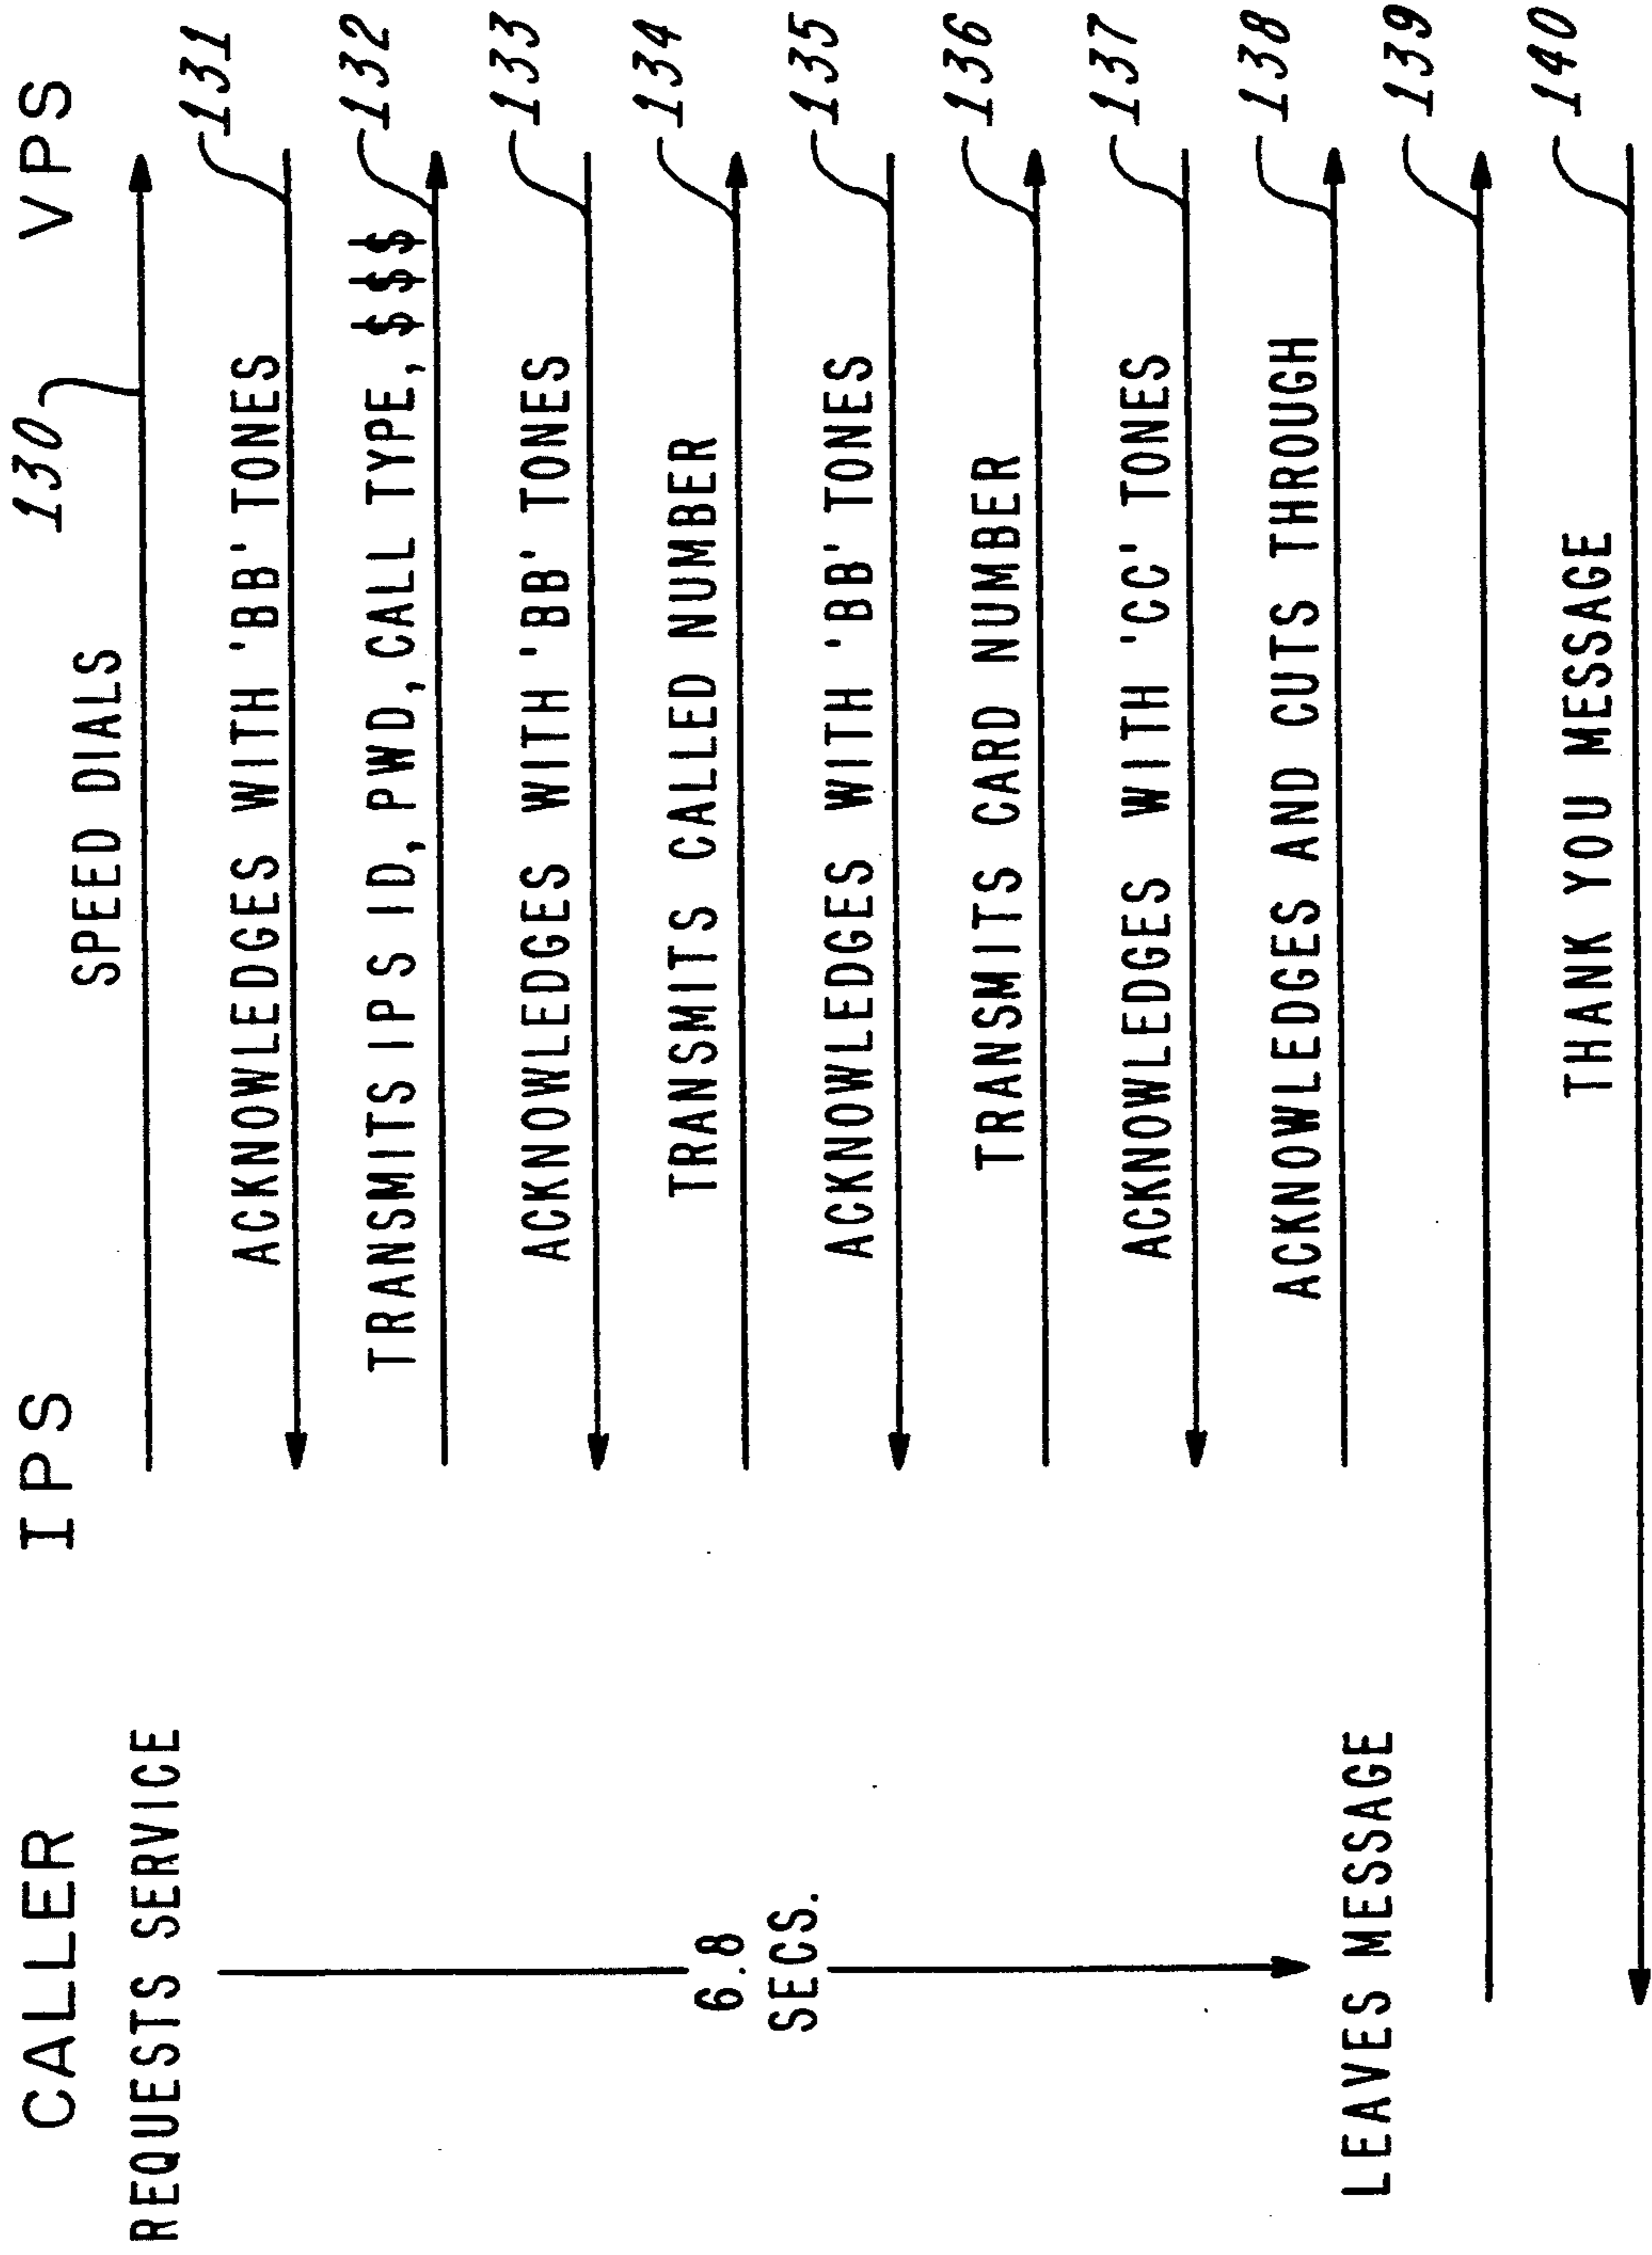 CALLER IPS VPS
REQUESTS SERVICE
130
SPEED DIALS
131
ACKNOWLEDGES WITH 'BB' TONES
132
TRANSMITS IPS ID, PWD, CALL TYPE, $$$
133
ACKNOWLEDGES WITH 'BB' TONES
134
TRANSMITS CALLED NUMBER
6.8
SECS.
135
ACKNOWLEDGES WITH 'BB' TONES
136
TRANSMITS CARD NUMBER
137
ACKNOWLEDGES WITH 'CC' TONES
138
ACKNOWLEDGES AND CUTS THROUGH
LEAVES MESSAGE
139
140
THANK YOU MESSAGE